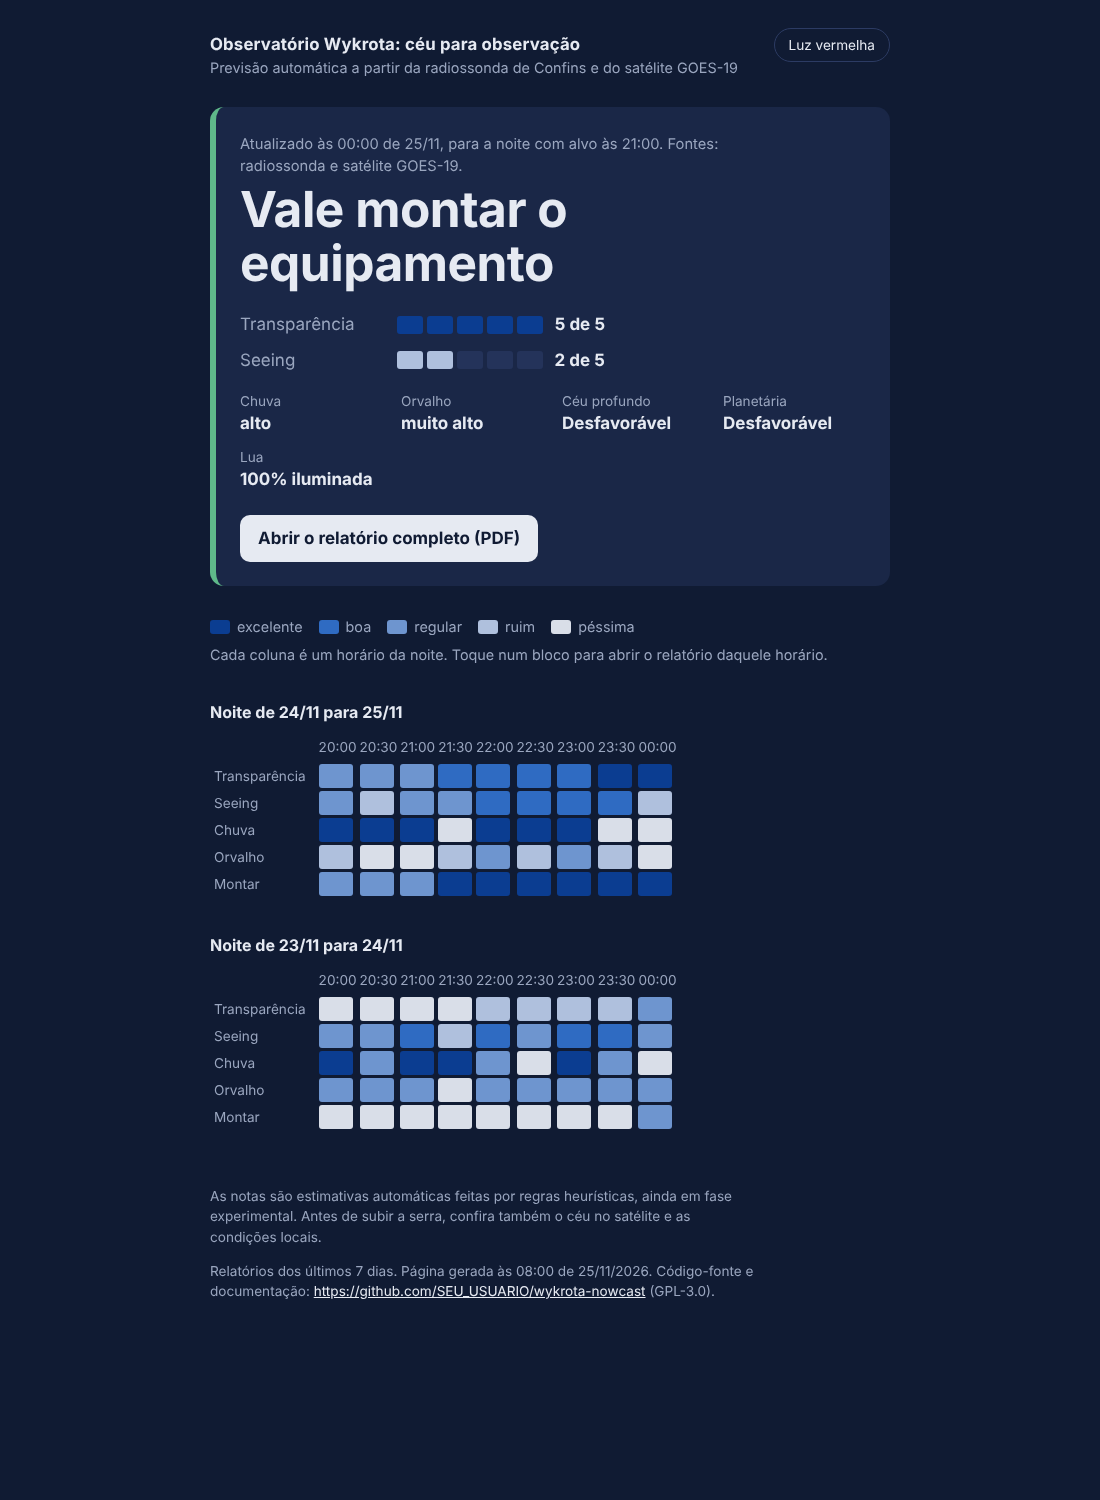 Observatório Wykrota: céu para observação
Luz vermelha
Previsão automática a partir da radiossonda de Confins e do satélite GOES-19
Atualizado às 00:00 de 25/11, para a noite com alvo às 21:00. Fontes:
radiossonda e satélite GOES-19.
Vale montar o
equipamento
Transparência 5 de 5
Seeing 2 de 5
Chuva Orvalho Céu profundo Planetária
alto muito alto Desfavorável Desfavorável
Lua
100% iluminada
Abrir o relatório completo (PDF)
excelente boa regular ruim péssima
Cada coluna é um horário da noite. Toque num bloco para abrir o relatório daquele horário.
Noite de 24/11 para 25/11
20:00 20:30 21:00 21:30 22:00 22:30 23:00 23:30 00:00
Transparência
Seeing
Chuva
Orvalho
Montar
Noite de 23/11 para 24/11
20:00 20:30 21:00 21:30 22:00 22:30 23:00 23:30 00:00
Transparência
Seeing
Chuva
Orvalho
Montar
As notas são estimativas automáticas feitas por regras heurísticas, ainda em fase
experimental. Antes de subir a serra, confira também o céu no satélite e as
condições locais.
Relatórios dos últimos 7 dias. Página gerada às 08:00 de 25/11/2026. Código-fonte e
documentação: https://github.com/SEU_USUARIO/wykrota-nowcast (GPL-3.0).